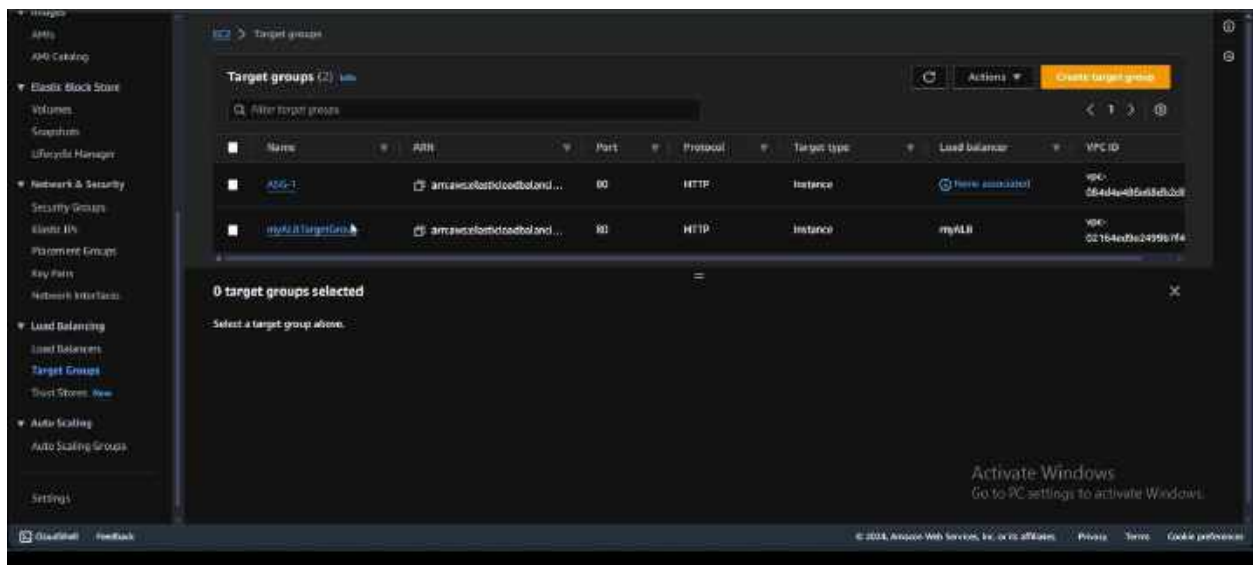 Images
AMIs
AMI Catalog
Elastic Block Store
Volumes
Snapshots
Lifecycle Manager
Network & Security
Security Groups
Elastic IPs
Placement Groups
Key Pairs
Network Interfaces
Load Balancing
Load Balancers
Target Groups
Trust Stores New
Auto Scaling
Auto Scaling Groups
Settings
EC2 > Target groups
Target groups (2) Info
Actions
Create target group
Filter target groups
1
Name ARN Port Protocol Target type Load balancer VPC ID
ASG-1 arn:aws:elasticloadbalanci... 80 HTTP Instance None associated vpc-
myALBTargetGroup arn:aws:elasticloadbalanci... 80 HTTP Instance myALB vpc-
0 target groups selected
Select a target group above.
Activate Windows
Go to PC settings to activate Windows.
CloudShell Feedback
© 2024, Amazon Web Services, Inc. or its affiliates. Privacy Terms Cookie preferences